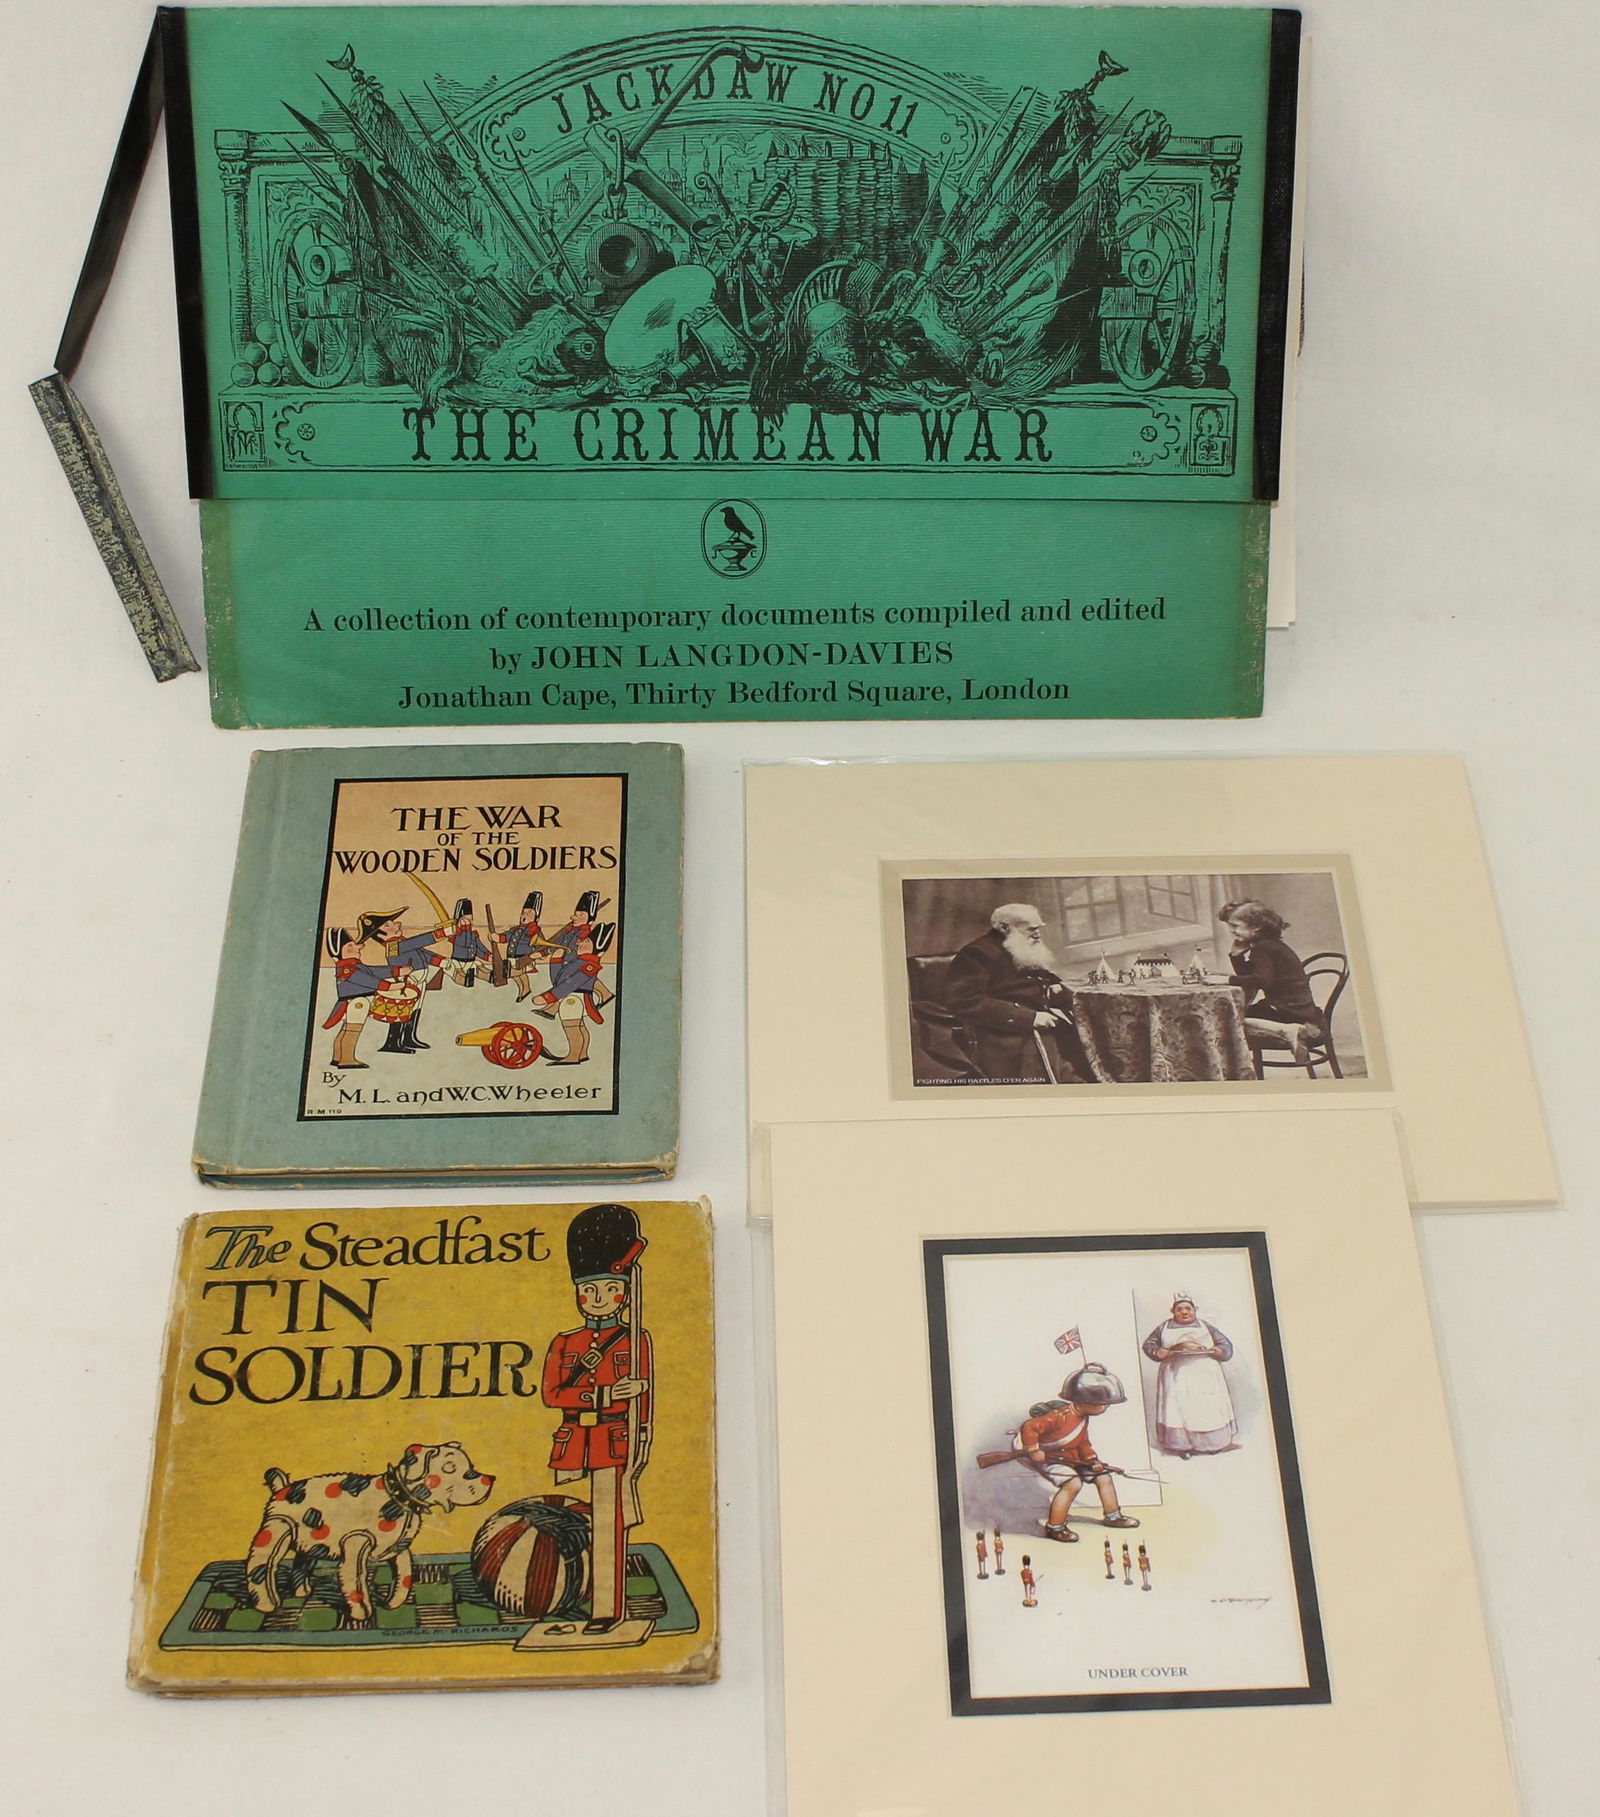 JACKDAW NO 11
THE CRIMEAN WAR
J C
A collection of contemporary documents compiled and edited
by JOHN LANGDON-DAVIES
Jonathan Cape, Thirty Bedford Square, London
THE WAR
OF THE
WOODEN SOLDIERS
By
M. L. and W.C. Wheeler
R M 119
FIGHTING HIS BATTLES O'ER AGAIN
The Steadfast
TIN
SOLDIER
GEORGE M. RICHARDS
UNDER COVER